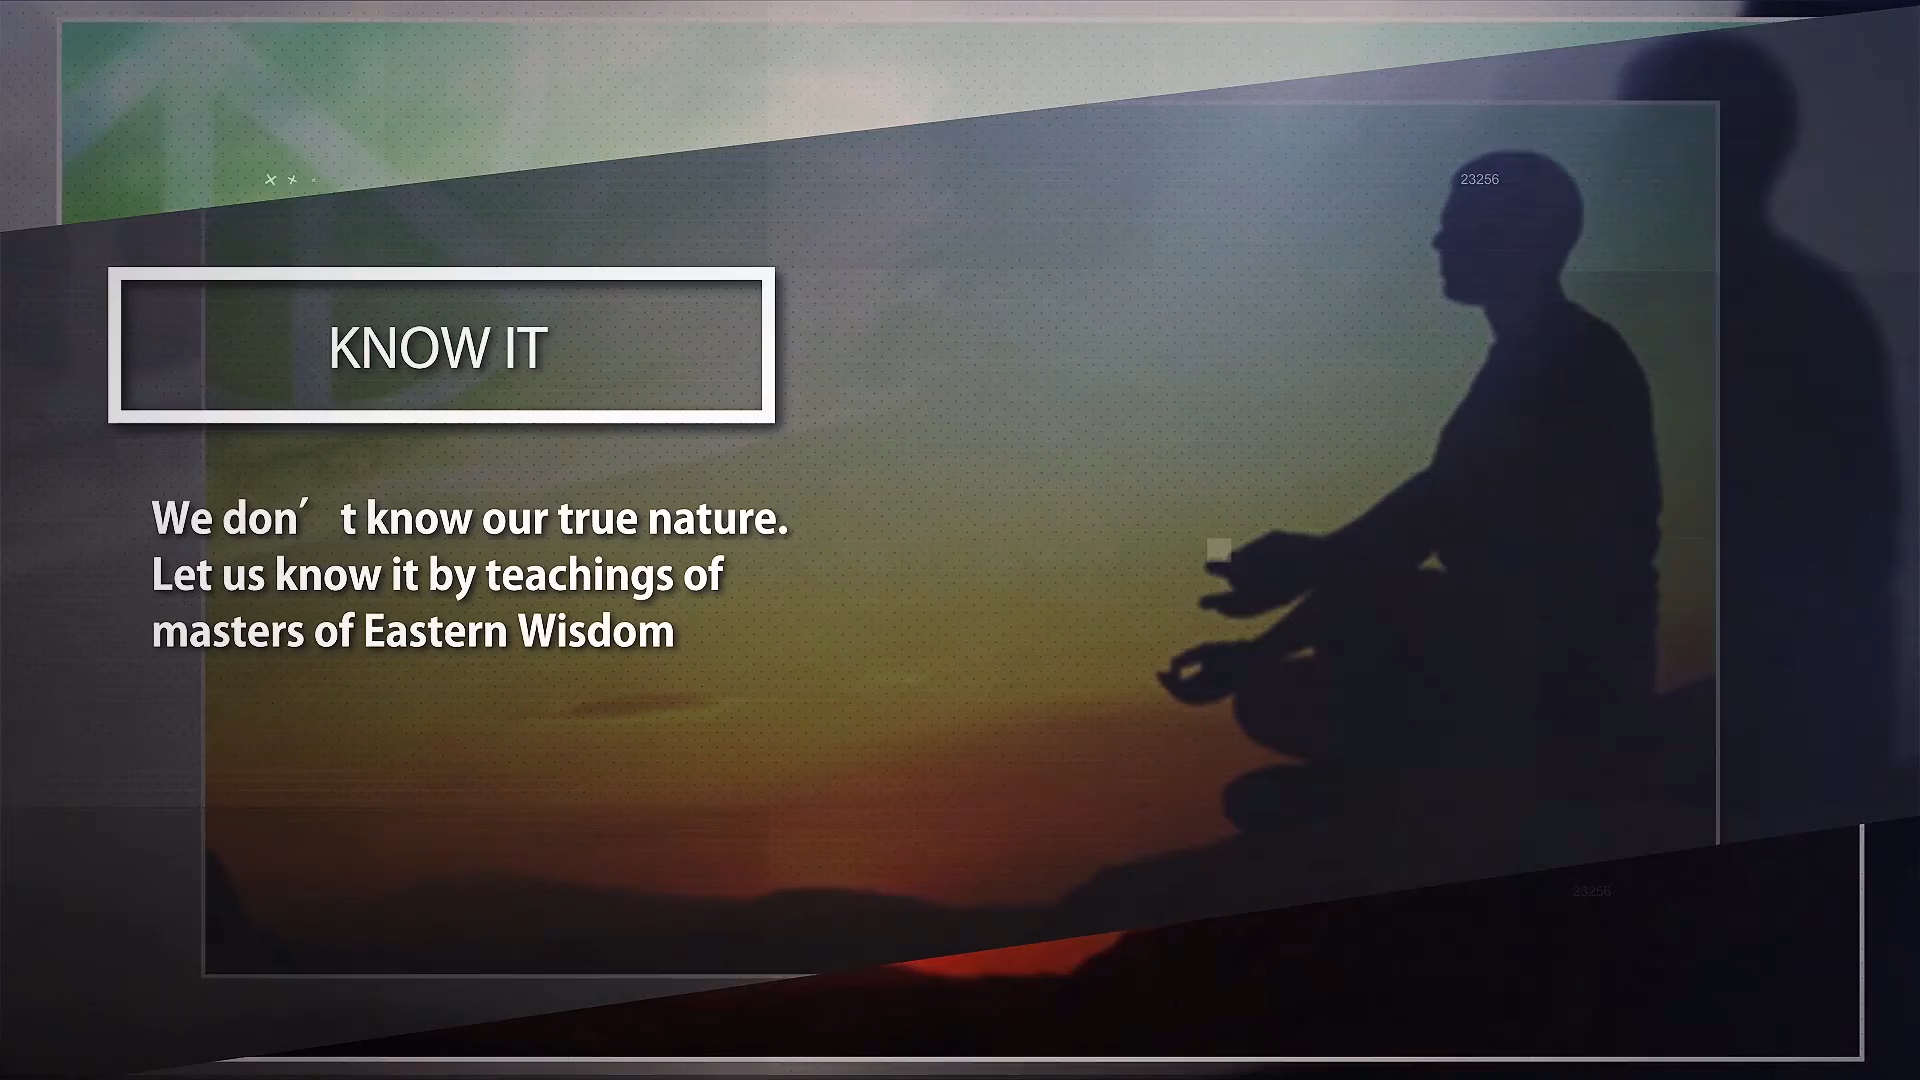 23256
KNOW IT
We don′ t know our true nature.
Let us know it by teachings of
masters of Eastern Wisdom
23256